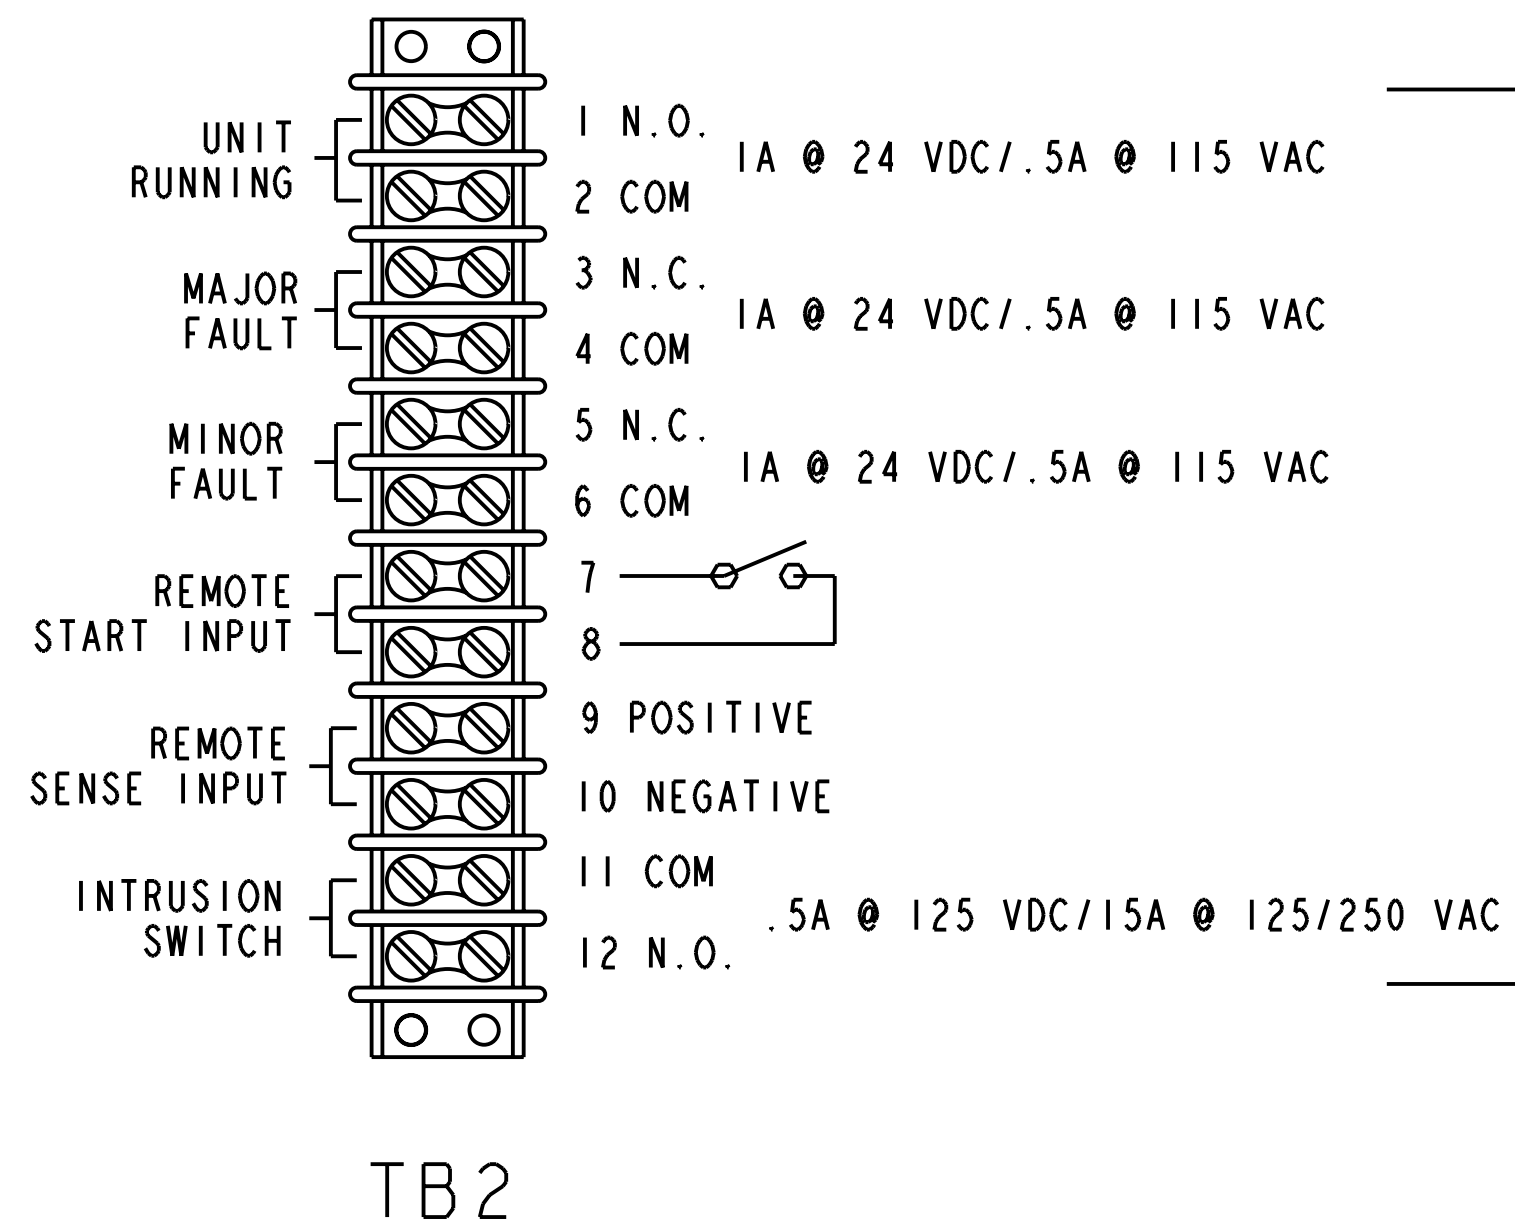 UNIT
RUNNING
1 N.O.
1A @ 24 VDC/.5A @ 115 VAC
2 COM
MAJOR
FAULT
3 N.C.
1A @ 24 VDC/.5A @ 115 VAC
4 COM
MINOR
FAULT
5 N.C.
1A @ 24 VDC/.5A @ 115 VAC
6 COM
REMOTE
START INPUT
7
8
REMOTE
SENSE INPUT
9 POSITIVE
10 NEGATIVE
INTRUSION
SWITCH
11 COM
.5A @ 125 VDC/15A @ 125/250 VAC
12 N.O.
TB2